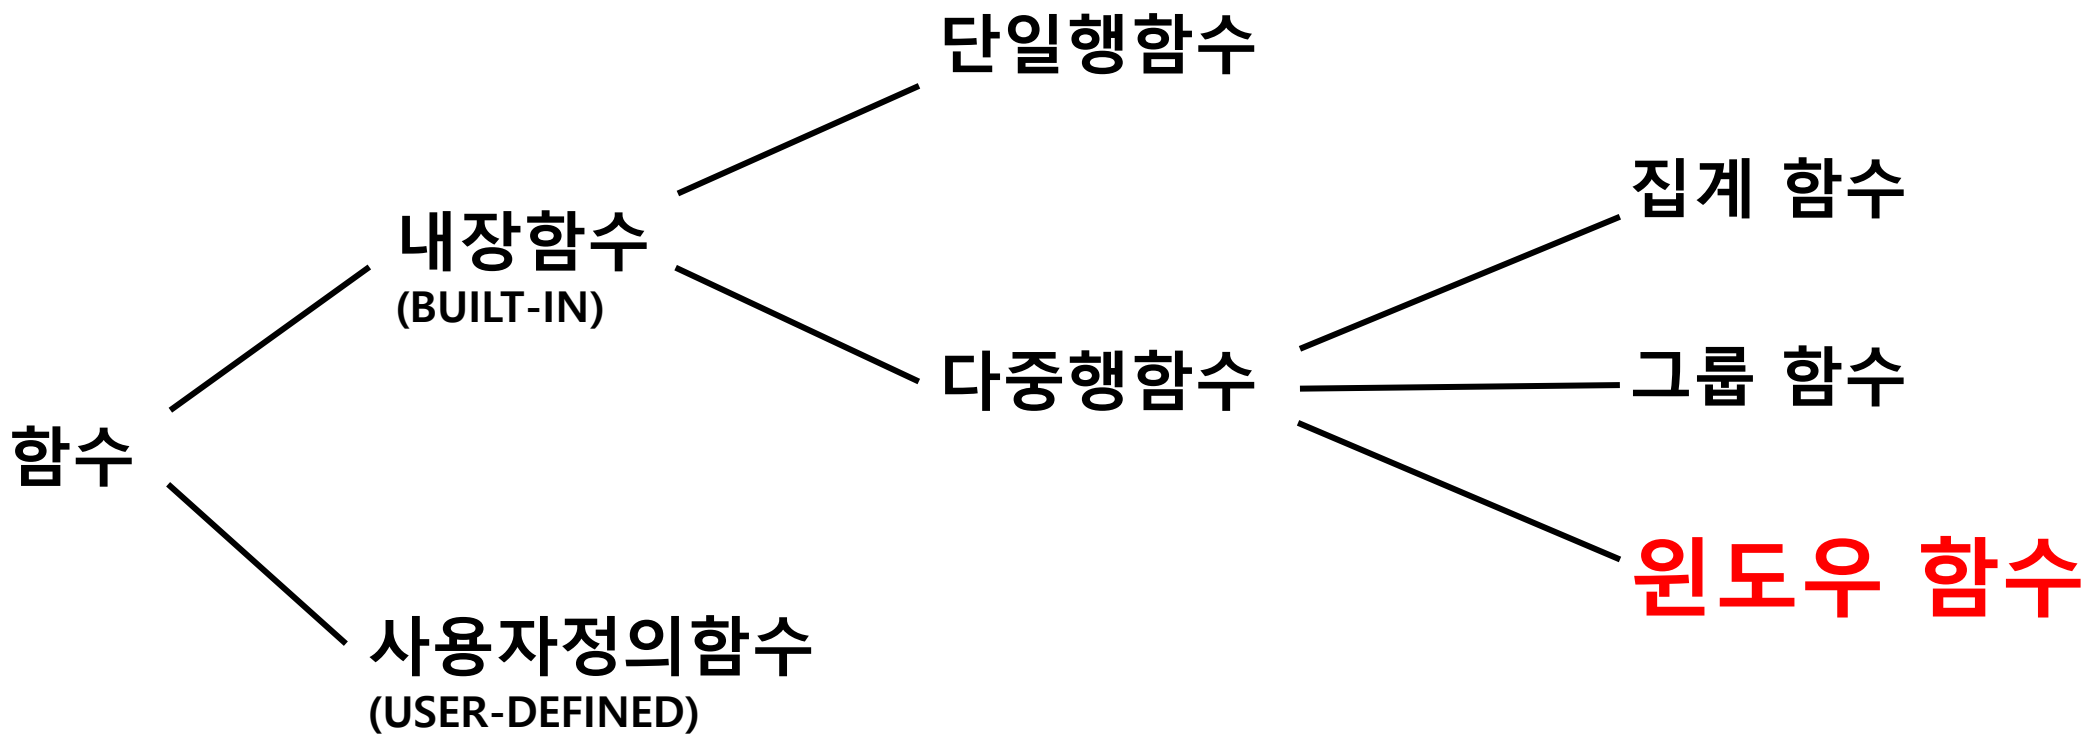 단일행함수
집계 함수
내장함수
(BUILT-IN)
다중행함수
그룹 함수
함수
윈도우 함수
사용자정의함수
(USER-DEFINED)